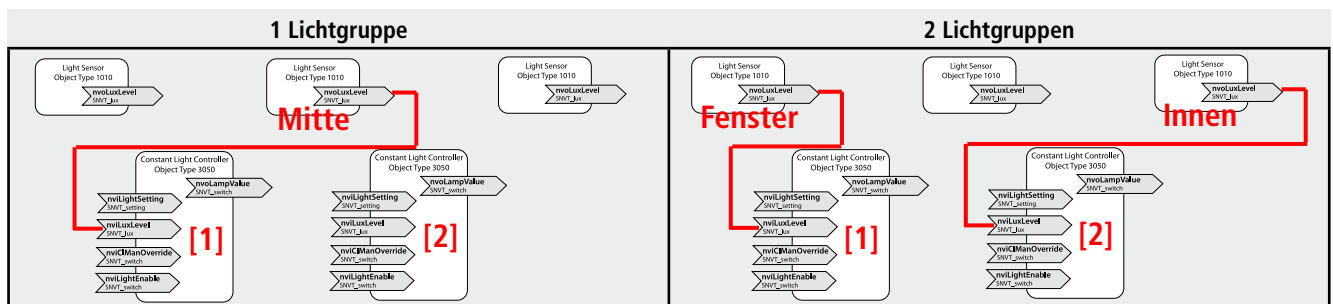 1 Lichtgruppe
Light Sensor
Object Type 1010
nvoLuxLevel
SNVT_lux
Light Sensor
Object Type 1010
nvoLuxLevel
SNVT_lux
Light Sensor
Object Type 1010
nvoLuxLevel
SNVT_lux
Mitte
Constant Light Controller
Object Type 3050
nvoLampValue
SNVT_switch
nviLightSetting
SNVT_setting
nviLuxLevel
SNVT_lux
[1]
nviClManOverride
SNVT_switch
nviLightEnable
SNVT_switch
Constant Light Controller
Object Type 3050
nvoLampValue
SNVT_switch
nviLightSetting
SNVT_setting
nviLuxLevel
SNVT_lux
[2]
nviClManOverride
SNVT_switch
nviLightEnable
SNVT_switch
2 Lichtgruppen
Light Sensor
Object Type 1010
nvoLuxLevel
SNVT_lux
Fenster
Light Sensor
Object Type 1010
nvoLuxLevel
SNVT_lux
Light Sensor
Object Type 1010
nvoLuxLevel
SNVT_lux
Innen
Constant Light Controller
Object Type 3050
nvoLampValue
SNVT_switch
nviLightSetting
SNVT_setting
nviLuxLevel
SNVT_lux
[1]
nviClManOverride
SNVT_switch
nviLightEnable
SNVT_switch
Constant Light Controller
Object Type 3050
nvoLampValue
SNVT_switch
nviLightSetting
SNVT_setting
nviLuxLevel
SNVT_lux
[2]
nviClManOverride
SNVT_switch
nviLightEnable
SNVT_switch